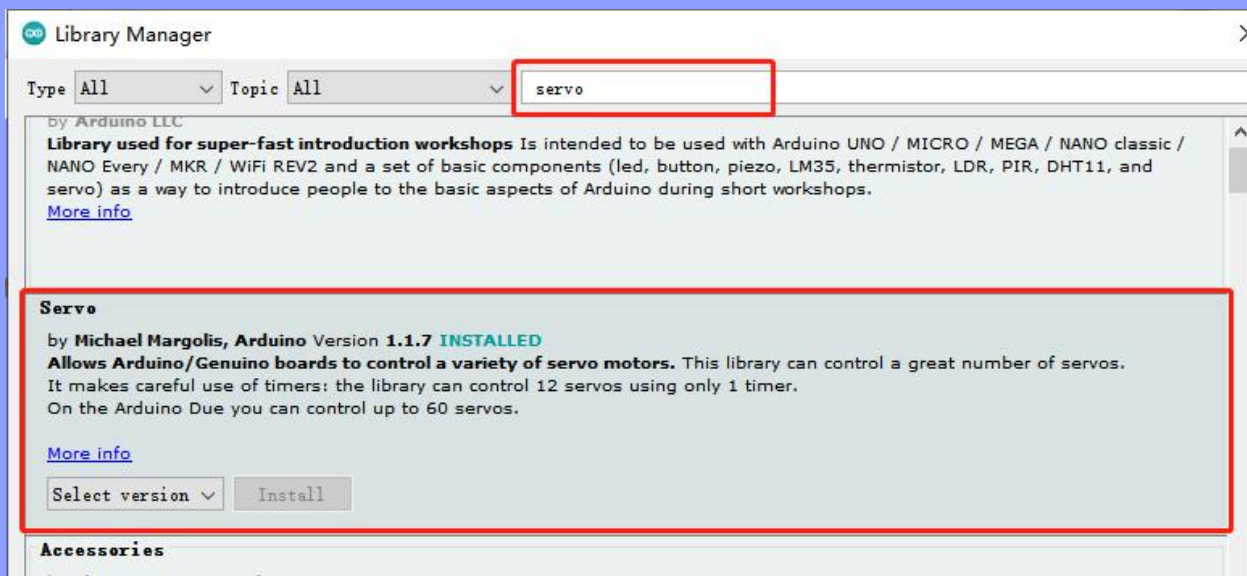 Library Manager
Type All Topic All servo
by Arduino LLC
Library used for super-fast introduction workshops Is intended to be used with Arduino UNO / MICRO / MEGA / NANO classic /
NANO Every / MKR / WiFi REV2 and a set of basic components (led, button, piezo, LM35, thermistor, LDR, PIR, DHT11, and
servo) as a way to introduce people to the basic aspects of Arduino during short workshops.
More info
Servo
by Michael Margolis, Arduino Version 1.1.7 INSTALLED
Allows Arduino/Genuino boards to control a variety of servo motors. This library can control a great number of servos.
It makes careful use of timers: the library can control 12 servos using only 1 timer.
On the Arduino Due you can control up to 60 servos.
More info
Select version Install
Accessories